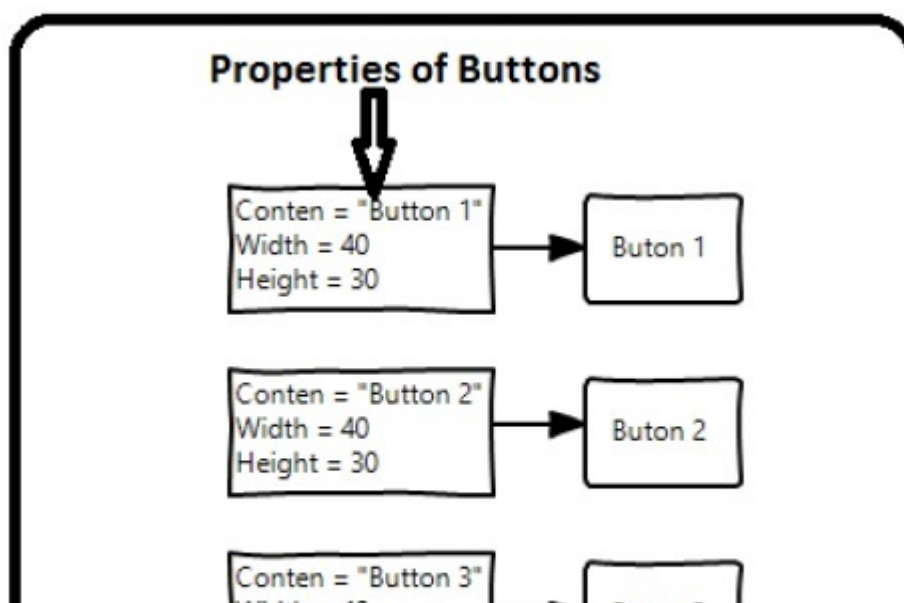 Properties of Buttons
Conten = "Button 1"
Width = 40
Height = 30
Buton 1
Conten = "Button 2"
Width = 40
Height = 30
Buton 2
Conten = "Button 3"